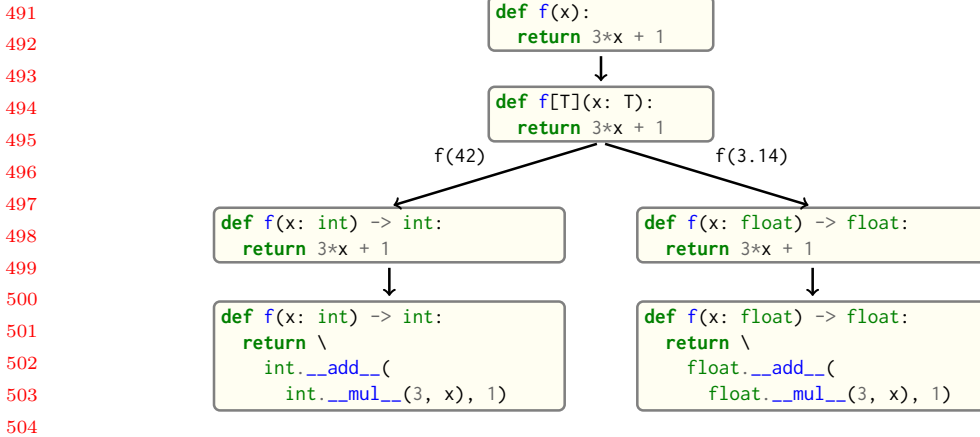 491
def f(x):
492
return 3*x + 1
493
494
def f[T](x: T):
495
return 3*x + 1
496
f(42)
f(3.14)
497
498
def f(x: int) -> int:
return 3*x + 1
def f(x: float) -> float:
return 3*x + 1
499
500
501
def f(x: int) -> int:
return \
int.__add__(
int.__mul__(3, x), 1)
def f(x: float) -> float:
return \
float.__add__(
float.__mul__(3, x), 1)
502
503
504